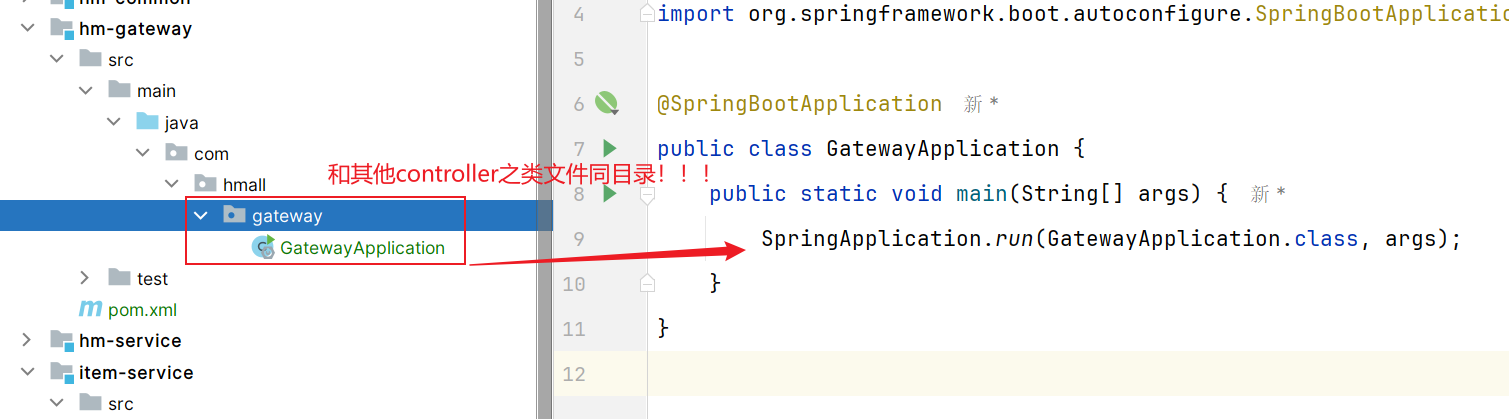 hm-common
hm-gateway
src
main
java
com
hmall
gateway
GatewayApplication
test
pom.xml
hm-service
item-service
src
和其他controller之类文件同目录！！！
4 import org.springframework.boot.autoconfigure.SpringBootApplicatio
5
6 @SpringBootApplication 新 *
7 public class GatewayApplication {
8 public static void main(String[] args) { 新 *
9 SpringApplication.run(GatewayApplication.class, args);
10 }
11 }
12